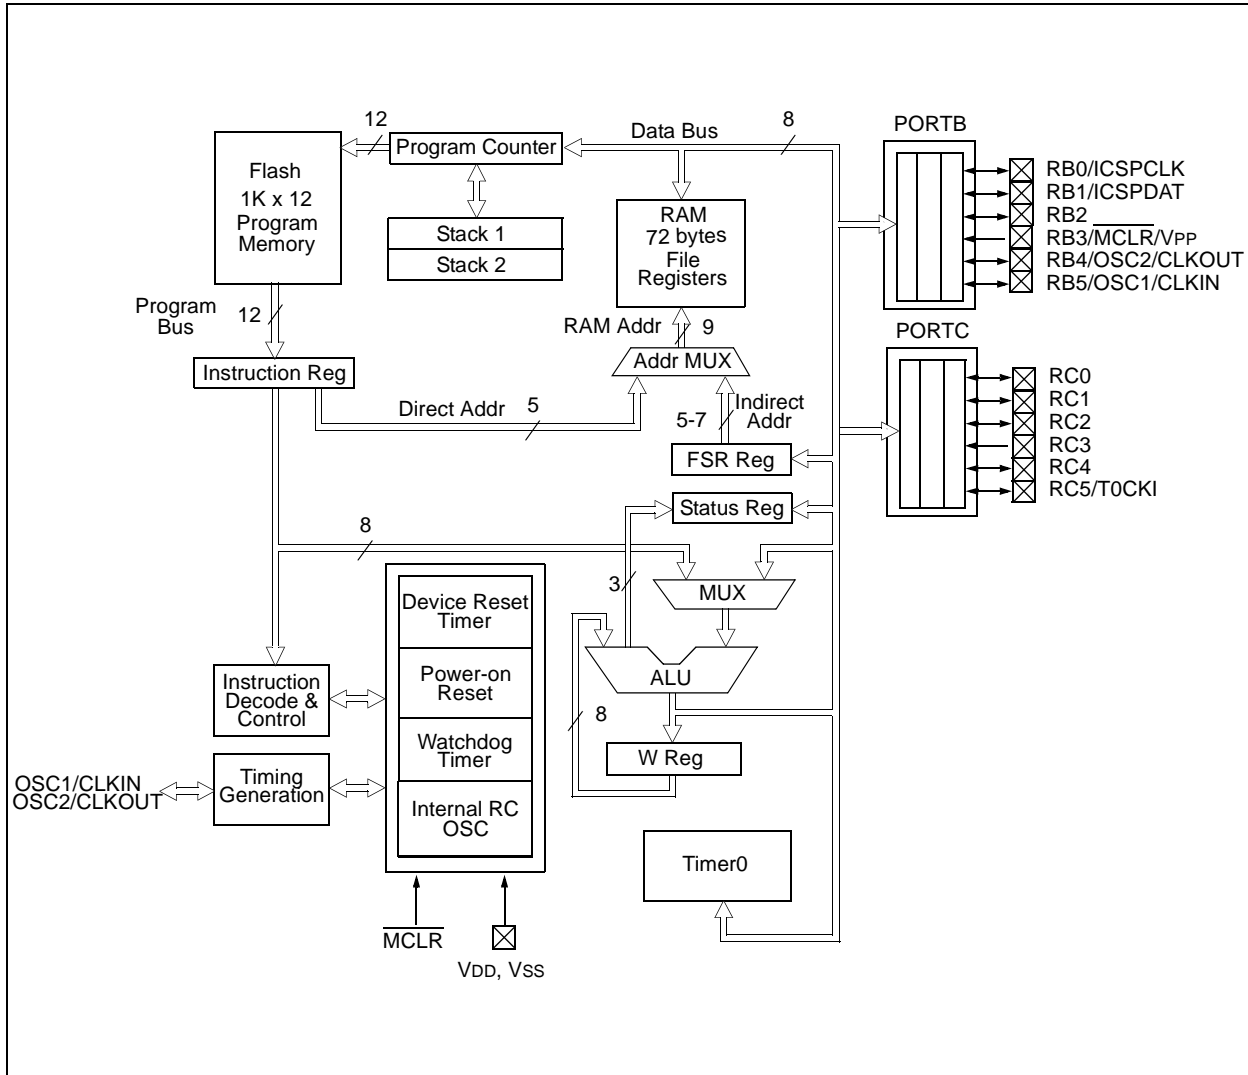 12
Program Counter
Data Bus
8
PORTB
Flash
1K x 12
Program
Memory
Stack 1
Stack 2
RAM
72 bytes
File
Registers
RB0/ICSPCLK
RB1/ICSPDAT
RB2
RB3/MCLR/VPP
RB4/OSC2/CLKOUT
RB5/OSC1/CLKIN
Program
Bus
12
RAM Addr
9
PORTC
Instruction Reg
Addr MUX
Direct Addr
5
5-7
Indirect
Addr
RC0
RC1
RC2
RC3
RC4
RC5/T0CKI
FSR Reg
Status Reg
8
3
MUX
Device Reset
Timer
Power-on
Reset
Watchdog
Timer
Internal RC
OSC
ALU
8
W Reg
Instruction
Decode &
Control
OSC1/CLKIN
OSC2/CLKOUT
Timing
Generation
Timer0
MCLR
VDD, VSS